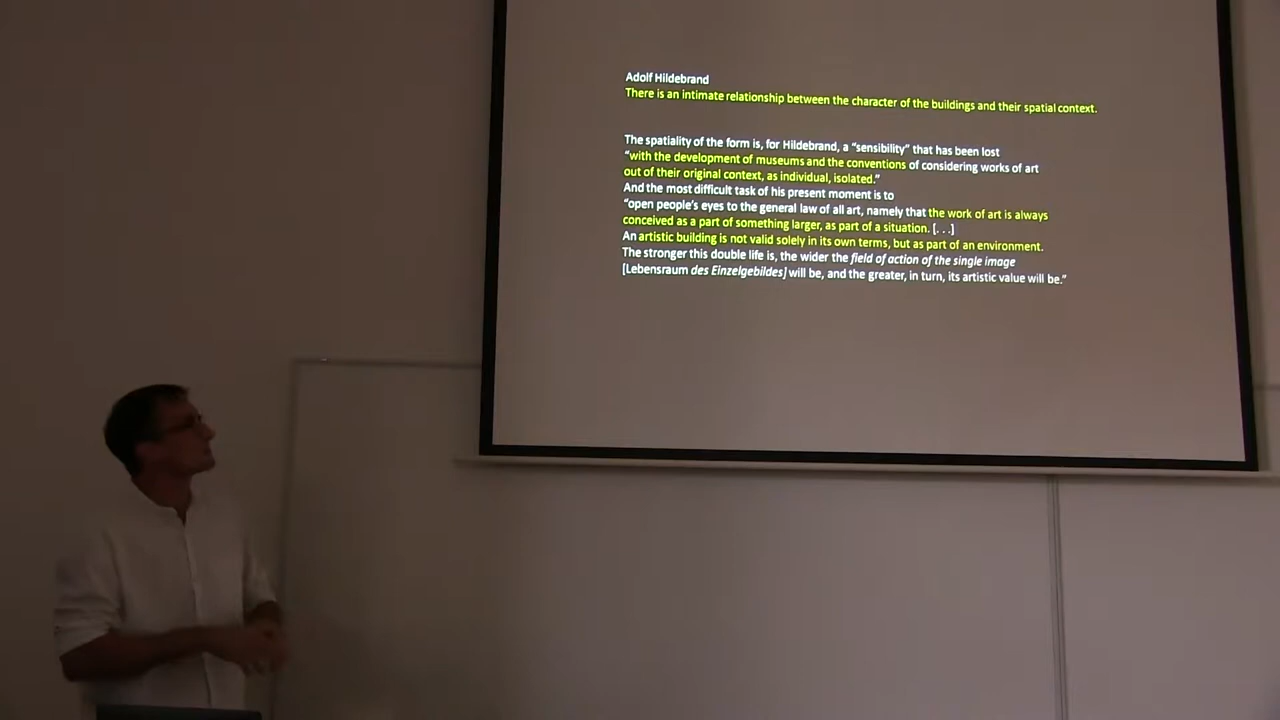 Adolf Hildebrand
There is an intimate relationship between the character of the buildings and their spatial context.
The spatiality of the form is, for Hildebrand, a “sensibility” that has been lost
“with the development of museums and the conventions of considering works of art
out of their original context, as individual, isolated.”
And the most difficult task of his present moment is to
“open people’s eyes to the general law of all art, namely that the work of art is always
conceived as a part of something larger, as part of a situation. [. . .]
An artistic building is not valid solely in its own terms, but as part of an environment.
The stronger this double life is, the wider the field of action of the single image
[Lebensraum des Einzelgebildes] will be, and the greater, in turn, its artistic value will be.”